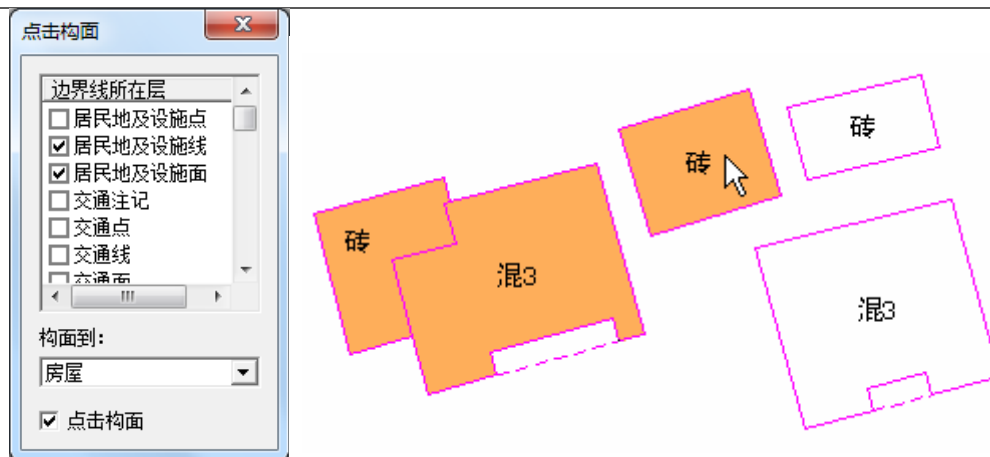 点击构面
边界线所在层
居民地及设施点
居民地及设施线
居民地及设施面
交通注记
交通点
交通线
交通面
构面到:
房屋
点击构面
砖
混3
砖
砖
混3